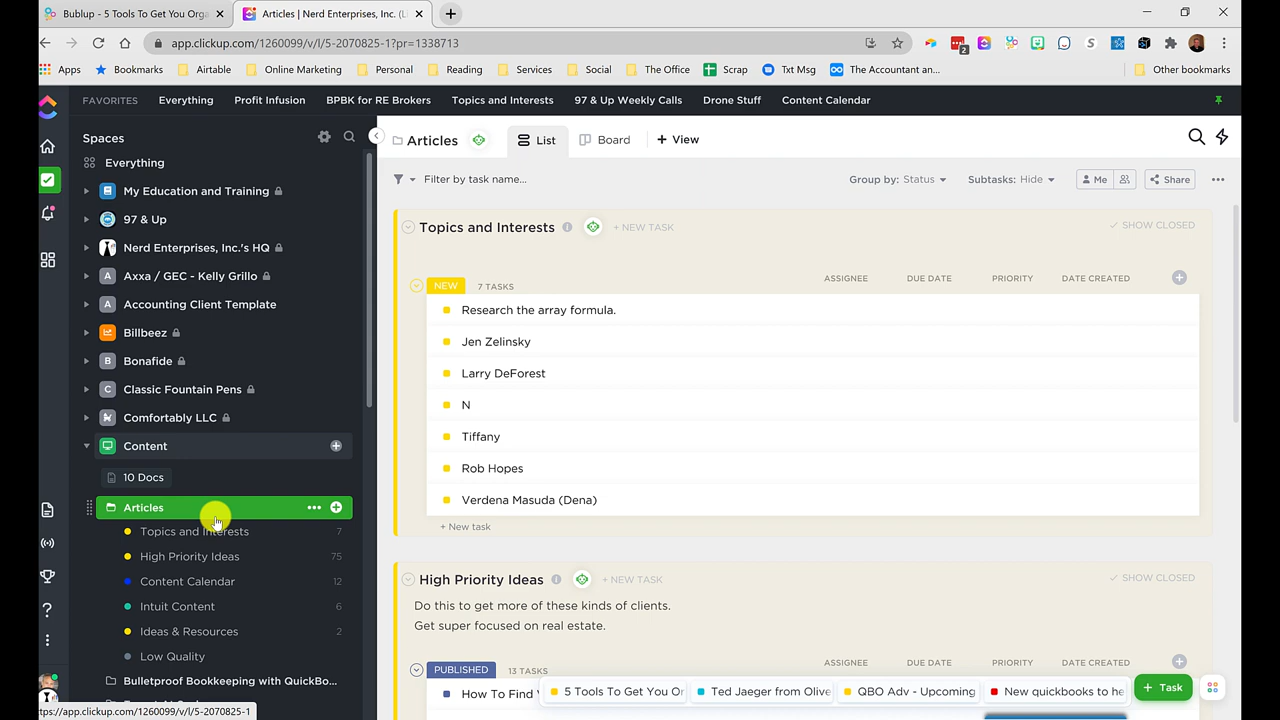 Bublup - 5 Tools To Get You Orga
Articles | Nerd Enterprises, Inc. (Li
app.clickup.com/1260099/v/l/5-2070825-1?pr=1338713
2
Apps
Bookmarks
Airtable
Online Marketing
Personal
Reading
Services
Social
The Office
Scrap
Txt Msg
The Accountant an...
Other bookmarks
FAVORITES
Everything
Profit Infusion
BPBK for RE Brokers
Topics and Interests
97 & Up Weekly Calls
Drone Stuff
Content Calendar
Spaces
Everything
My Education and Training
97 & Up
Nerd Enterprises, Inc.'s HQ
A Axxa / GEC - Kelly Grillo
A Accounting Client Template
Billbeez
B Bonafide
C Classic Fountain Pens
Comfortably LLC
Content
10 Docs
Articles
Topics and Interests 7
High Priority Ideas 75
Content Calendar 12
Intuit Content 6
Ideas & Resources 2
Low Quality
Bulletproof Bookkeeping with QuickBo...
ttps://app.clickup.com/1260099/v/l/5-2070825-1
Articles
List
Board
+ View
Filter by task name...
Group by: Status
Subtasks: Hide
Me
Share
Topics and Interests
+ NEW TASK
SHOW CLOSED
NEW
7 TASKS
ASSIGNEE
DUE DATE
PRIORITY
DATE CREATED
Research the array formula.
Jen Zelinsky
Larry DeForest
N
Tiffany
Rob Hopes
Verdena Masuda (Dena)
+ New task
High Priority Ideas
+ NEW TASK
SHOW CLOSED
Do this to get more of these kinds of clients.
Get super focused on real estate.
PUBLISHED
13 TASKS
ASSIGNEE
DUE DATE
PRIORITY
DATE CREATED
How To Find
5 Tools To Get You Or
Ted Jaeger from Olive
QBO Adv - Upcoming
New quickbooks to he
+ Task